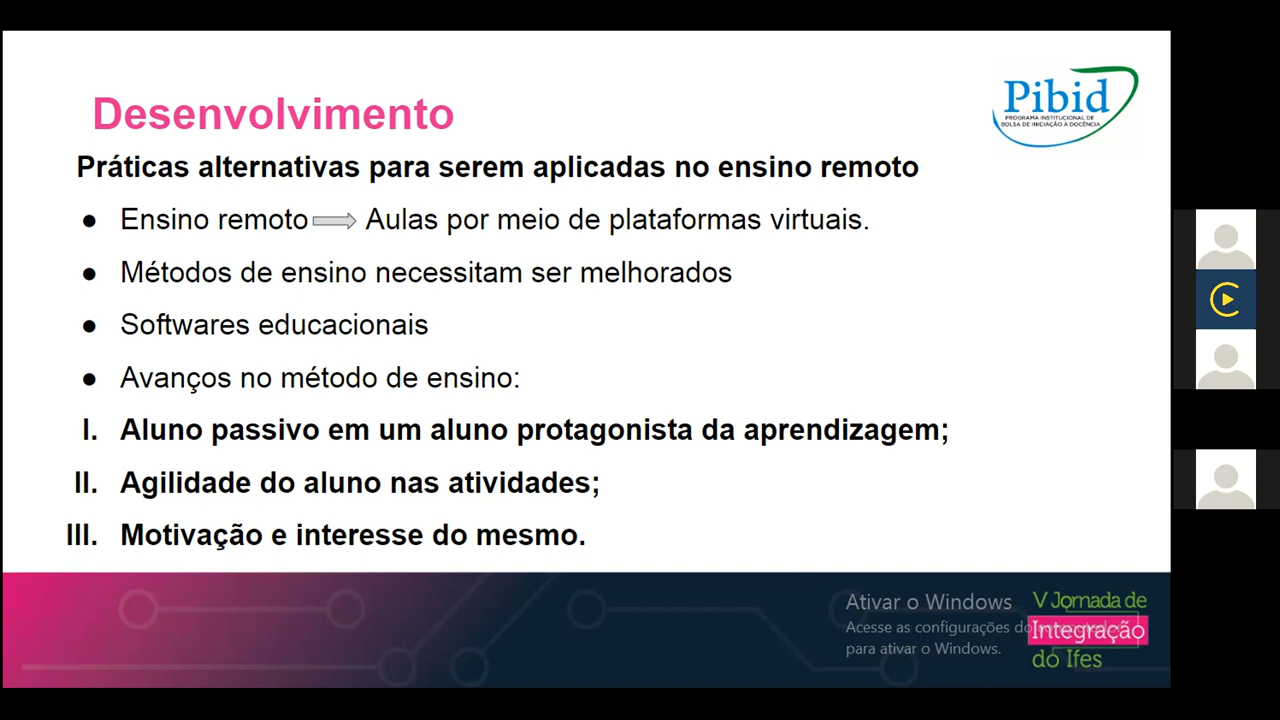 Desenvolvimento
Pibid
PROGRAMA INSTITUCIONAL DE
BOLSA DE INICIAÇÃO À DOCÊNCIA
Práticas alternativas para serem aplicadas no ensino remoto
● Ensino remoto Aulas por meio de plataformas virtuais.
● Métodos de ensino necessitam ser melhorados
● Softwares educacionais
● Avanços no método de ensino:
I. Aluno passivo em um aluno protagonista da aprendizagem;
II. Agilidade do aluno nas atividades;
III. Motivação e interesse do mesmo.
Ativar o Windows
Acesse as configurações do
para ativar o Windows.
V Jornada de
Integração
do Ifes